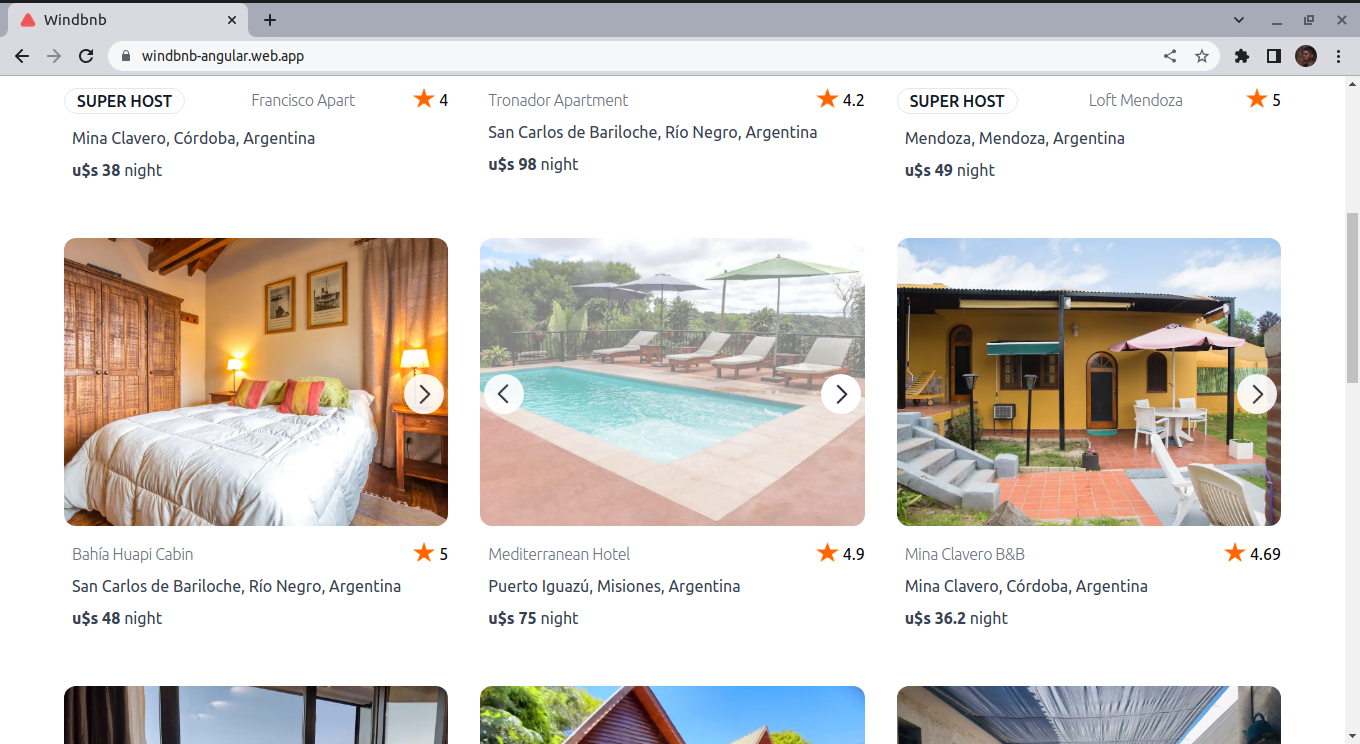 Windbnb
windbnb-angular.web.app
SUPER HOST Francisco Apart 4
Mina Clavero, Córdoba, Argentina
u$s 38 night
Tronador Apartment 4.2
San Carlos de Bariloche, Río Negro, Argentina
u$s 98 night
SUPER HOST Loft Mendoza 5
Mendoza, Mendoza, Argentina
u$s 49 night
Bahía Huapi Cabin 5
San Carlos de Bariloche, Río Negro, Argentina
u$s 48 night
Mediterranean Hotel 4.9
Puerto Iguazú, Misiones, Argentina
u$s 75 night
Mina Clavero B&B 4.69
Mina Clavero, Córdoba, Argentina
u$s 36.2 night